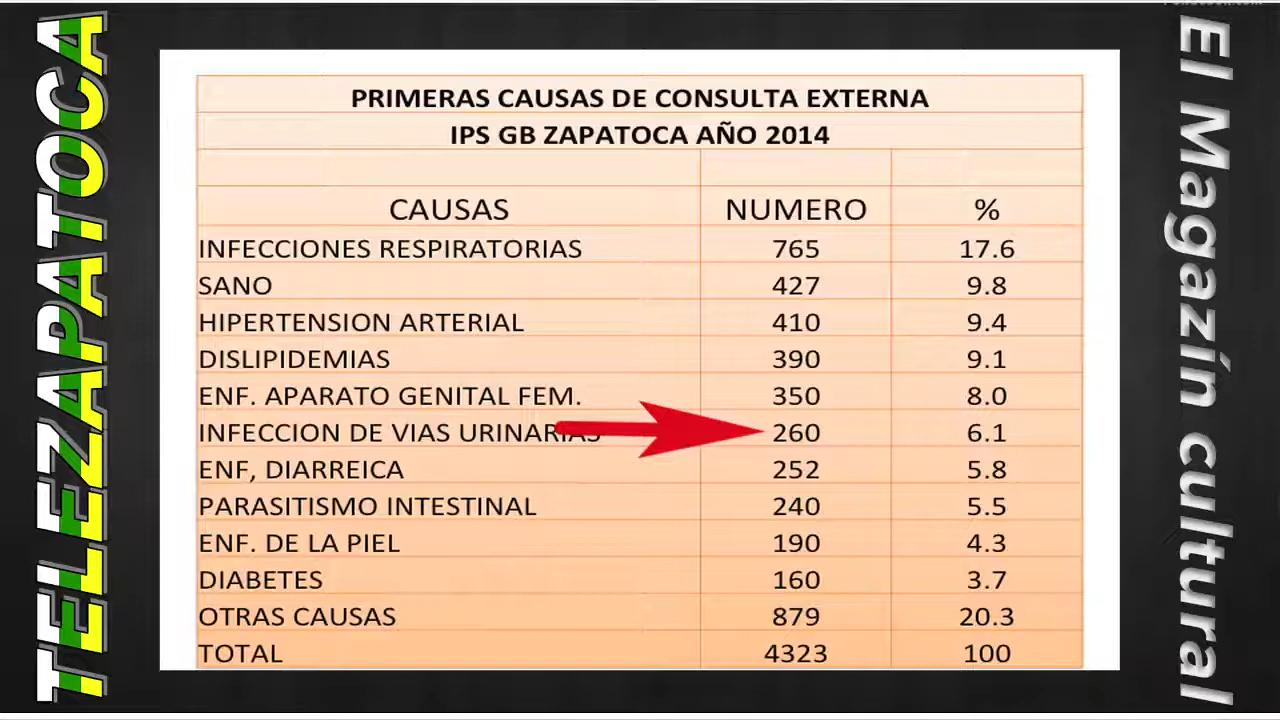 TELEZAPATOCA
PRIMERAS CAUSAS DE CONSULTA EXTERNA
IPS GB ZAPATOCA AÑO 2014
CAUSAS NUMERO %
INFECCIONES RESPIRATORIAS 765 17.6
SANO 427 9.8
HIPERTENSION ARTERIAL 410 9.4
DISLIPIDEMIAS 390 9.1
ENF. APARATO GENITAL FEM. 350 8.0
INFECCION DE VIAS URINARIAS 260 6.1
ENF, DIARREICA 252 5.8
PARASITISMO INTESTINAL 240 5.5
ENF. DE LA PIEL 190 4.3
DIABETES 160 3.7
OTRAS CAUSAS 879 20.3
TOTAL 4323 100
El Magazín cultural